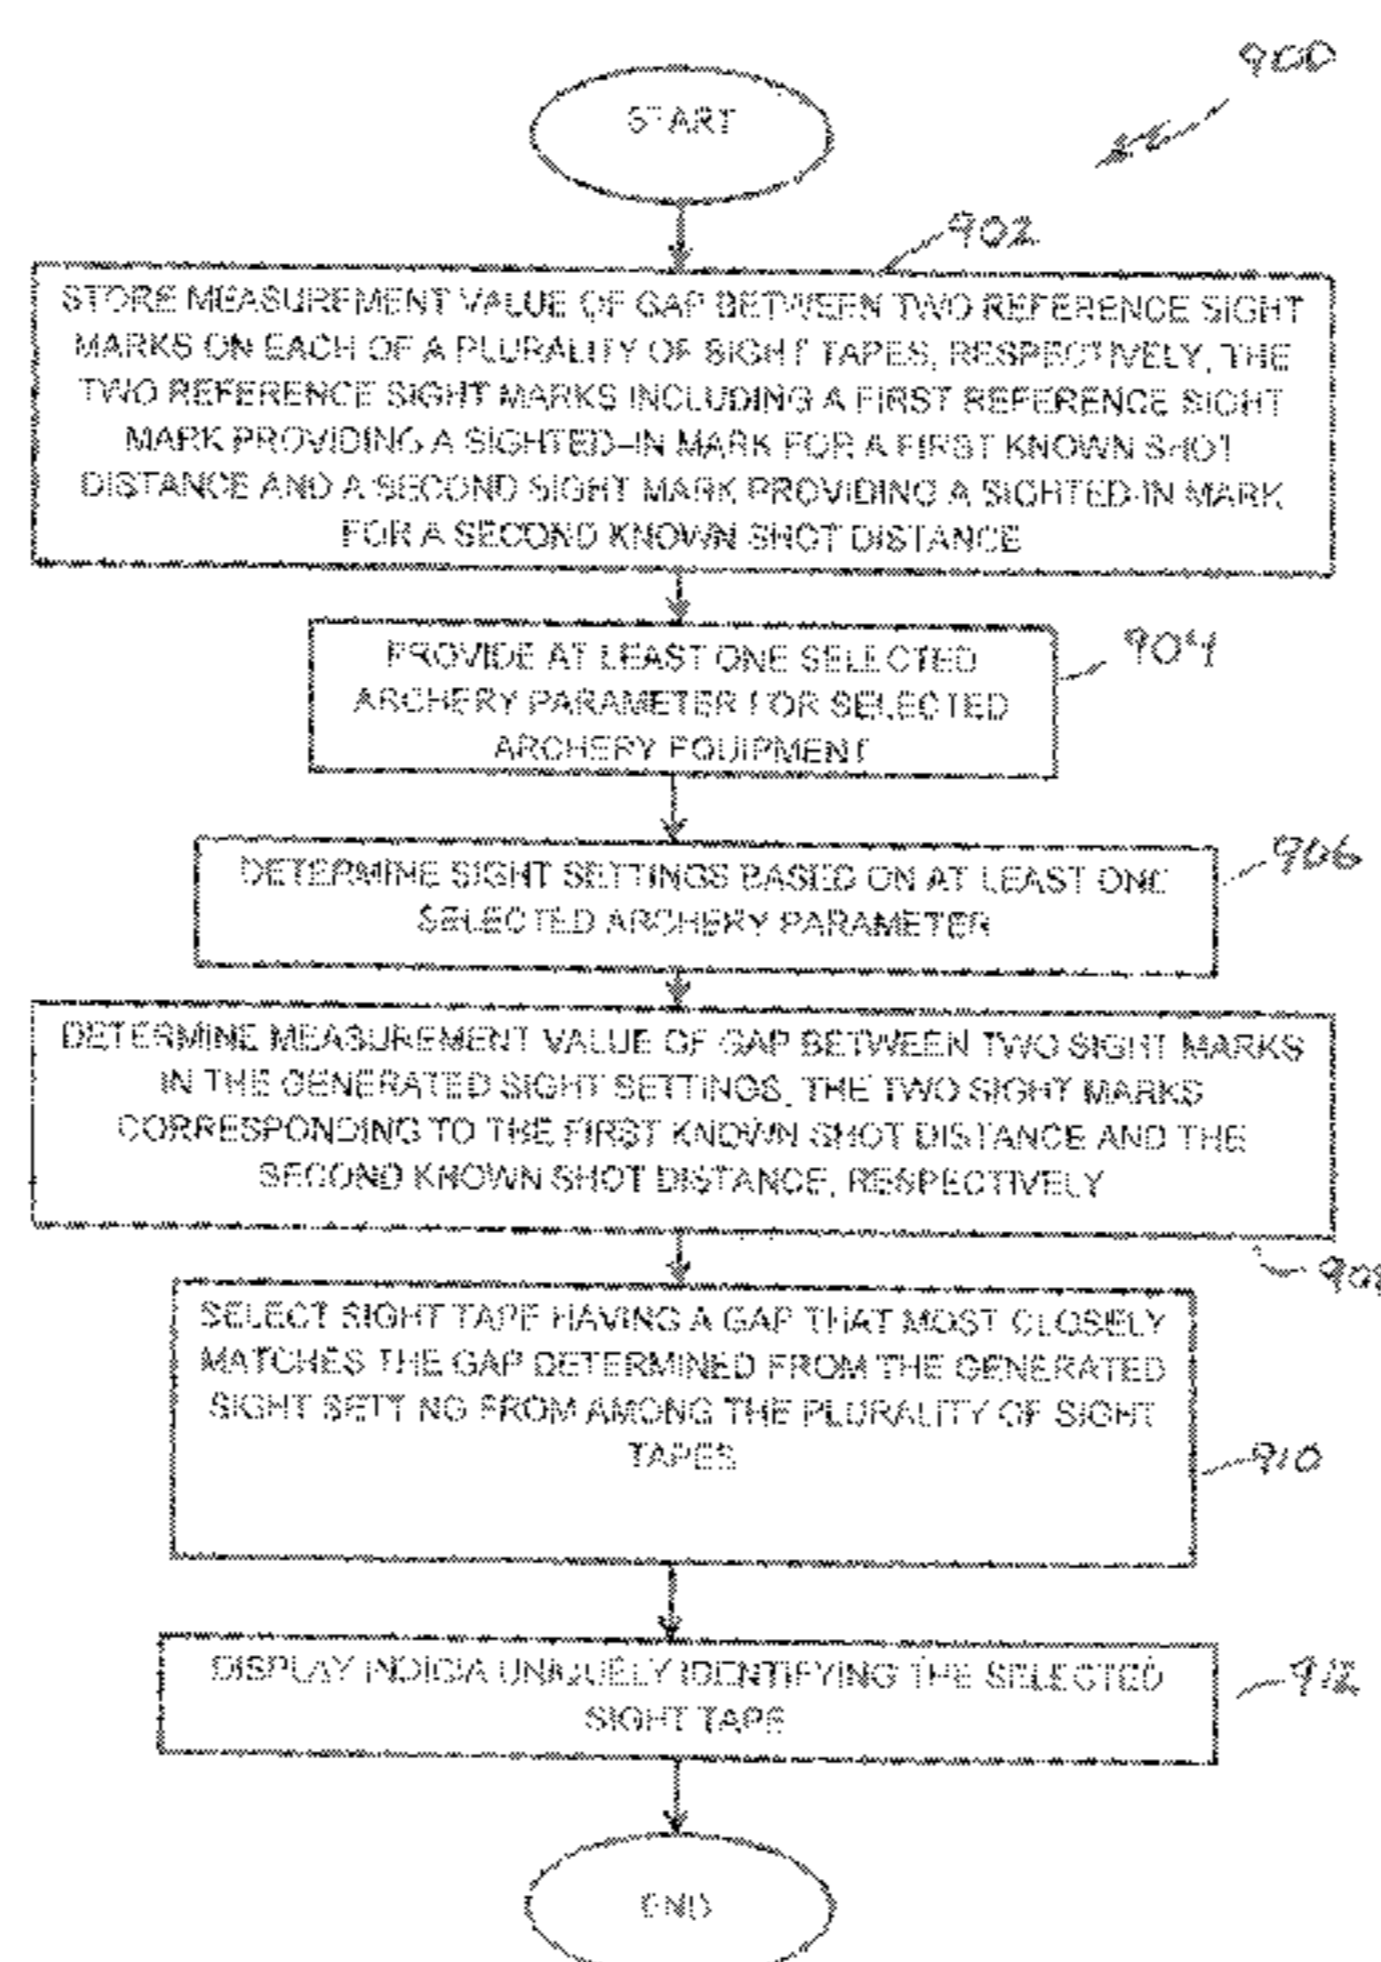 900
START
902
STORE MEASUREMENT VALUE OF GAP BETWEEN TWO REFERENCE SIGHT
MARKS ON EACH OF A PLURALITY OF SIGHT TAPES, RESPECTIVELY, THE
TWO REFERENCE SIGHT MARKS INCLUDING A FIRST REFERENCE SIGHT
MARK PROVIDING A SIGHTED-IN MARK FOR A FIRST KNOWN SHOT
DISTANCE AND A SECOND SIGHT MARK PROVIDING A SIGHTED-IN MARK
FOR A SECOND KNOWN SHOT DISTANCE
904
PROVIDE AT LEAST ONE SELECTED
ARCHERY PARAMETER FOR SELECTED
ARCHERY EQUIPMENT
906
DETERMINE SIGHT SETTINGS BASED ON AT LEAST ONE
SELECTED ARCHERY PARAMETER
DETERMINE MEASUREMENT VALUE OF GAP BETWEEN TWO SIGHT MARKS
IN THE GENERATED SIGHT SETTINGS, THE TWO SIGHT MARKS
CORRESPONDING TO THE FIRST KNOWN SHOT DISTANCE AND THE
SECOND KNOWN SHOT DISTANCE, RESPECTIVELY
908
SELECT SIGHT TAPE HAVING A GAP THAT MOST CLOSELY
MATCHES THE GAP DETERMINED FROM THE GENERATED
SIGHT SETTING FROM AMONG THE PLURALITY OF SIGHT
TAPES
910
DISPLAY INDICIA UNIQUELY IDENTIFYING THE SELECTED
SIGHT TAPE
912
END